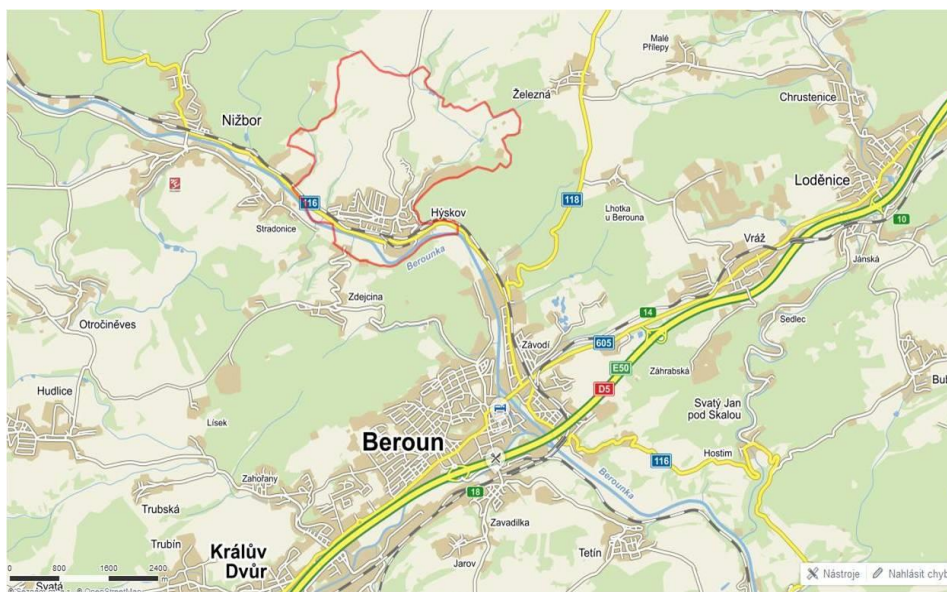 Malé
Přílepy
Železná
Chrustenice
Nižbor
Loděnice
116
118
Lhotka
u Berouna
10
Hýskov
Stradonice
Vráž
Jánská
Berounka
Zdejcina
14
Sedlec
Otročiněves
Závodí
605
E50
Záhrabská
D5
Hudlice
Svatý Jan
pod Skalou
Lísek
Beroun
Hostim
116
Berounka
Zahořany
18
Trubská
Zavadilka
Trubín
Králův
Dvůr
Tetín
Jarov
0 800 1600 2400
m
Svatá
Nástroje Nahlásit chyb